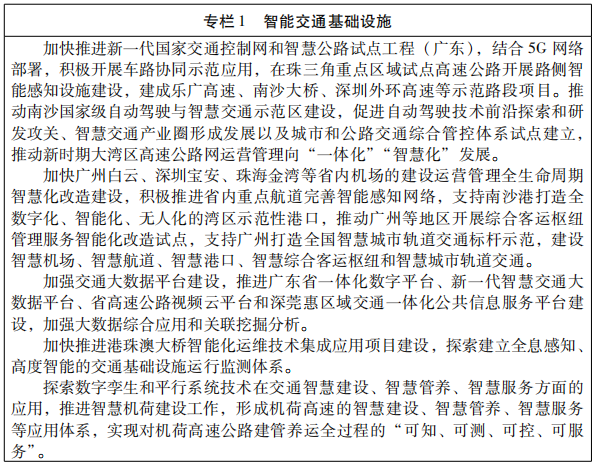 专栏1 智能交通基础设施
加快推进新一代国家交通控制网和智慧公路试点工程（广东），结合5G 网络
部署，积极开展车路协同示范应用，在珠三角重点区域试点高速公路开展路侧智
能感知设施建设，建成乐广高速、南沙大桥、深圳外环高速等示范路段项目。推
动南沙国家级自动驾驶与智慧交通示范区建设，促进自动驾驶技术前沿探索和研
发攻关、智慧交通产业圈形成发展以及城市和公路交通综合管控体系试点建立，
推动新时期大湾区高速公路网运营管理向“一体化”“智慧化”发展。
加快广州白云、深圳宝安、珠海金湾等省内机场的建设运营管理全生命周期
智慧化改造建设，积极推进省内重点航道完善智能感知网络，支持南沙港打造全
数字化、智能化、无人化的湾区示范性港口，推动广州等地区开展综合客运枢纽
管理服务智能化改造试点，支持广州打造全国智慧城市轨道交通标杆示范，建设
智慧机场、智慧航道、智慧港口、智慧综合客运枢纽和智慧城市轨道交通。
加强交通大数据平台建设，推进广东省一体化数字平台、新一代智慧交通大
数据平台、省高速公路视频云平台和深莞惠区域交通一体化公共信息服务平台建
设，加强大数据综合应用和关联挖掘分析。
加快推进港珠澳大桥智能化运维技术集成应用项目建设，探索建立全息感知、
高度智能的交通基础设施运行监测体系。
探索数字孪生和平行系统技术在交通智慧建设、智慧管养、智慧服务方面的
应用，推进智慧机荷建设工作，形成机荷高速的智慧建设、智慧管养、智慧服务
等应用体系，实现对机荷高速公路建管养运全过程的“可知、可测、可控、可服
务”。